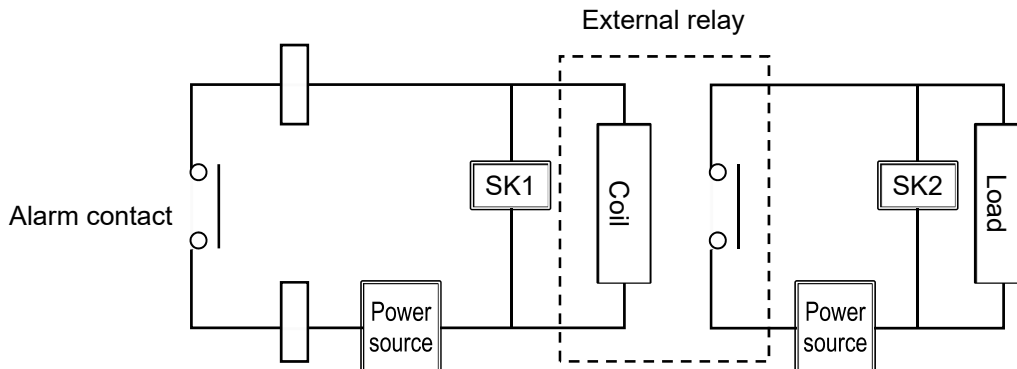 External relay
Alarm contact
SK1
Coil
SK2
Load
Power
source
Power
source